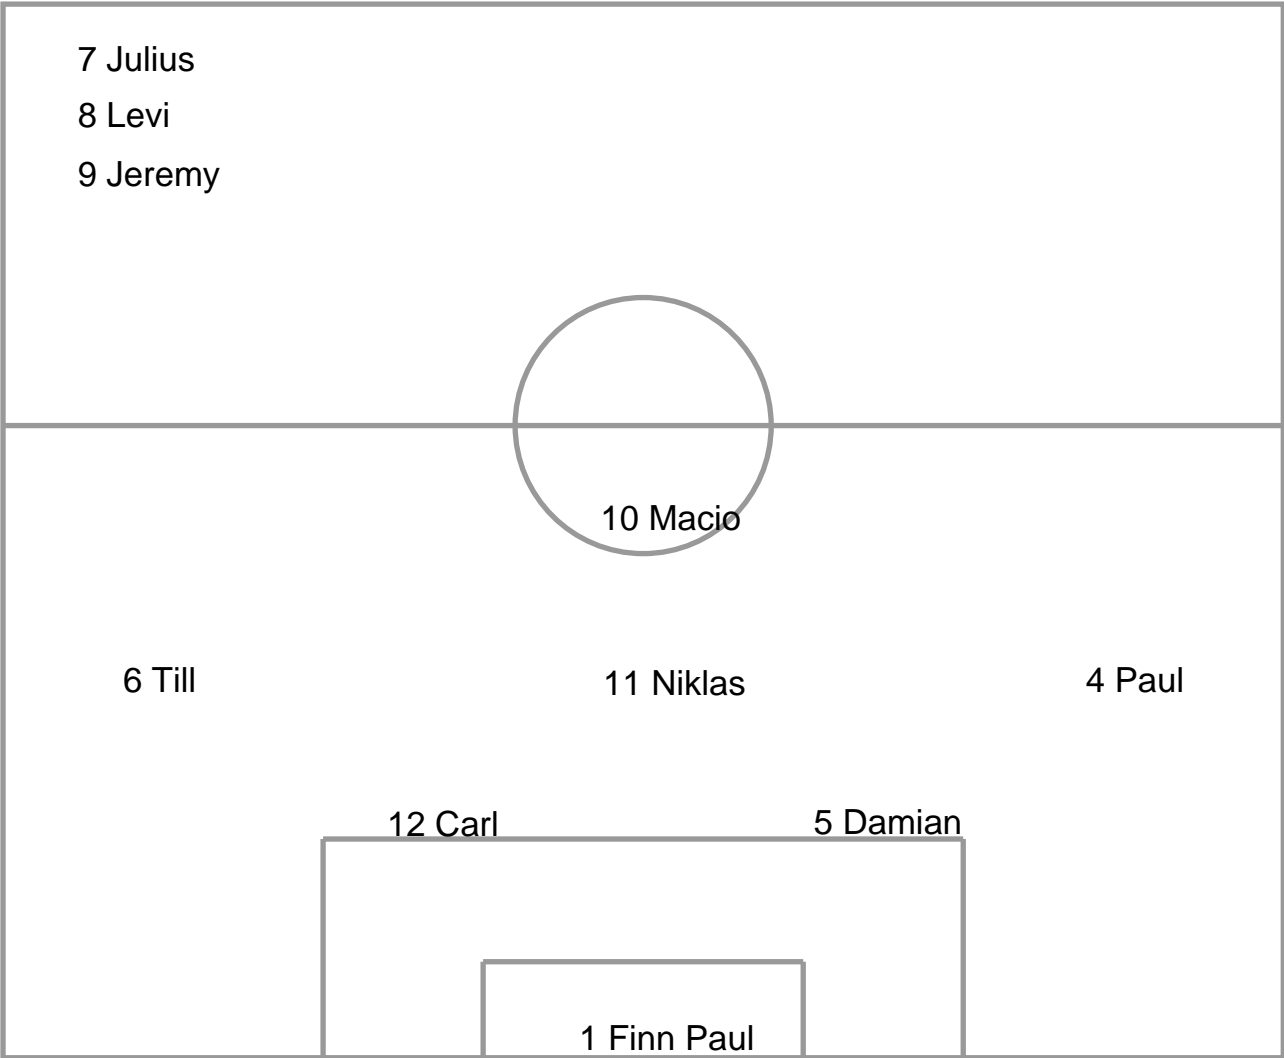 7 Julius
8 Levi
9 Jeremy
10 Macio
6 Till
11 Niklas
4 Paul
12 Carl
5 Damian
1 Finn Paul